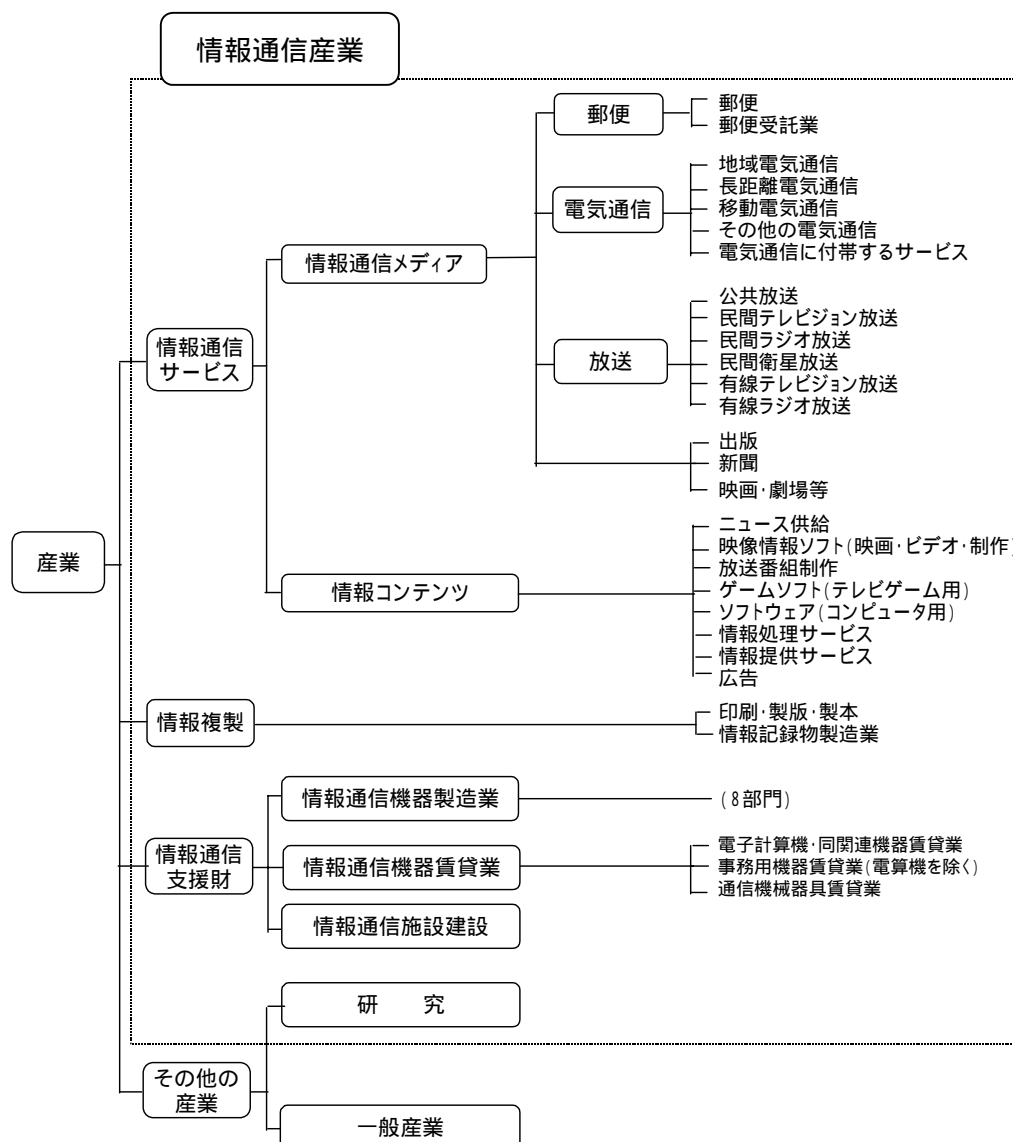 情報通信産業
産業
情報通信
サービス
情報通信メディア
郵便
郵便
郵便受託業
電気通信
地域電気通信
長距離電気通信
移動電気通信
その他の電気通信
電気通信に付帯するサービス
放送
公共放送
民間テレビジョン放送
民間ラジオ放送
民間衛星放送
有線テレビジョン放送
有線ラジオ放送
出版
新聞
映画・劇場等
情報コンテンツ
ニュース供給
映像情報ソフト(映画・ビデオ・制作)
放送番組制作
ゲームソフト(テレビゲーム用)
ソフトウェア(コンピュータ用)
情報処理サービス
情報提供サービス
広告
情報複製
印刷・製版・製本
情報記録物製造業
情報通信
支援財
情報通信機器製造業
(8部門)
情報通信機器賃貸業
電子計算機・同関連機器賃貸業
事務用機器賃貸業(電算機を除く)
通信機械器具賃貸業
情報通信施設建設
その他の
産業
研　究
一般産業